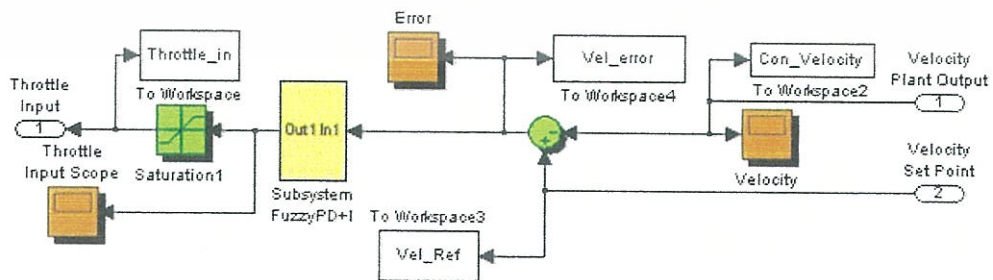 Error
Throttle_in
Vel_error
Con_Velocity
Velocity
Plant Output
1
Throttle
Input
1
To Workspace
To Workspace4
To Workspace2
Out1 In1
Throttle
Input Scope
Saturation1
Subsystem
FuzzyPD+I
Velocity
Velocity
Set Point
2
To Workspace3
Vel_Ref